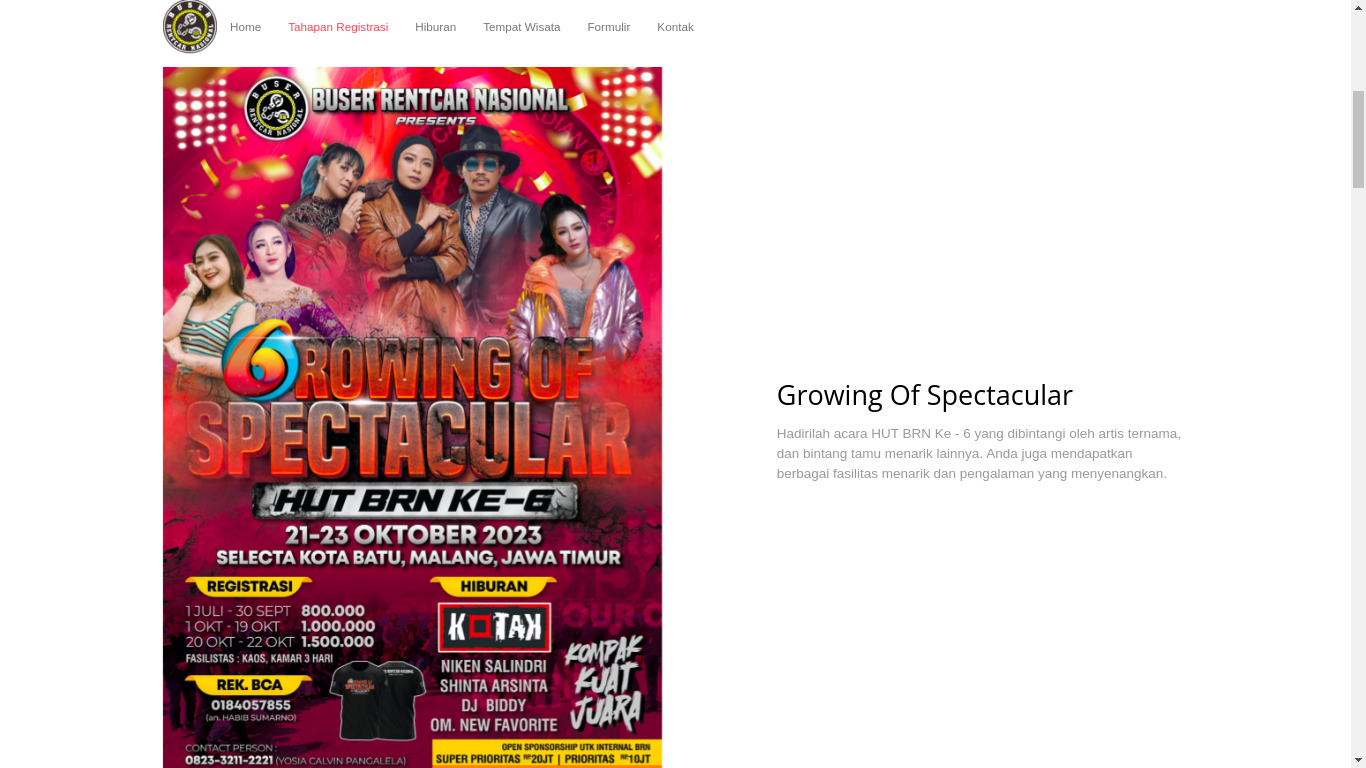 Home Tahapan Registrasi Hiburan Tempat Wisata Formulir Kontak
BUSER RENTCAR NASIONAL
BUSER RENTCAR NASIONAL
BUSER RENTCAR NASIONAL
PRESENTS
6ROWING OF
SPECTACULAR
HUT BRN KE-6
21-23 OKTOBER 2023
SELECTA KOTA BATU, MALANG, JAWA TIMUR
REGISTRASI
1 JULI - 30 SEPT 800.000
1 OKT - 19 OKT 1.000.000
20 OKT - 22 OKT 1.500.000
FASILISTAS : KAOS, KAMAR 3 HARI
REK. BCA
0184057855
(an. HABIB SUMARNO)
CONTACT PERSON :
0823-3211-2221 (YOSIA CALVIN PANGALELA)
HIBURAN
KOTAK
NIKEN SALINDRI
SHINTA ARSINTA
DJ BIDDY
OM. NEW FAVORITE
KOMPAK
KUAT
JUARA
OPEN SPONSORSHIP UTK INTERNAL BRN
SUPER PRIORITAS RP20JT | PRIORITAS RP10JT
Growing Of Spectacular
Hadirilah acara HUT BRN Ke - 6 yang dibintangi oleh artis ternama,
dan bintang tamu menarik lainnya. Anda juga mendapatkan
berbagai fasilitas menarik dan pengalaman yang menyenangkan.